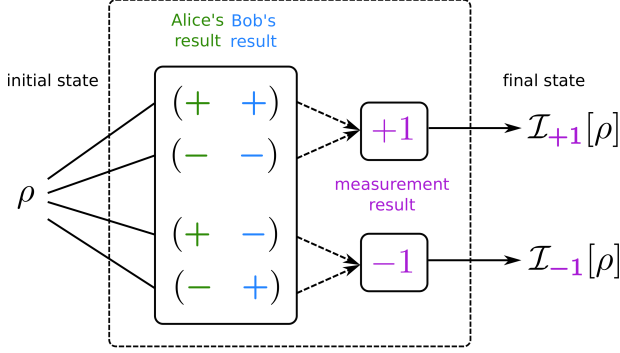 Alice's Bob's
result result
initial state
final state
(+ +)
+1
𝓘₊₁[ρ]
(− −)
measurement
result
ρ
(+ −)
−1
𝓘₋₁[ρ]
(− +)